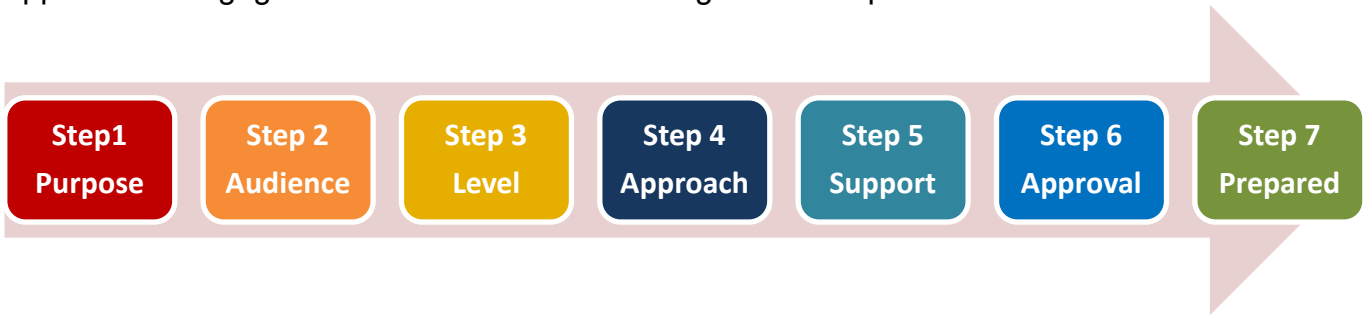 Step1
Purpose
Step 2
Audience
Step 3
Level
Step 4
Approach
Step 5
Support
Step 6
Approval
Step 7
Prepared